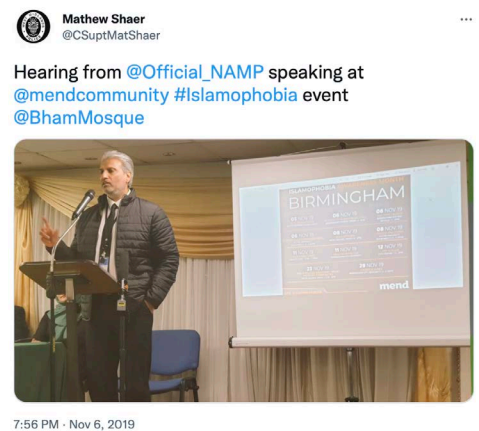 Mathew Shaer
@CSuptMatShaer
Hearing from @Official_NAMP speaking at
@mendcommunity #Islamophobia event
@BhamMosque
ISLAMOPHOBIA
BIRMINGHAM
mend
7:56 PM · Nov 6, 2019